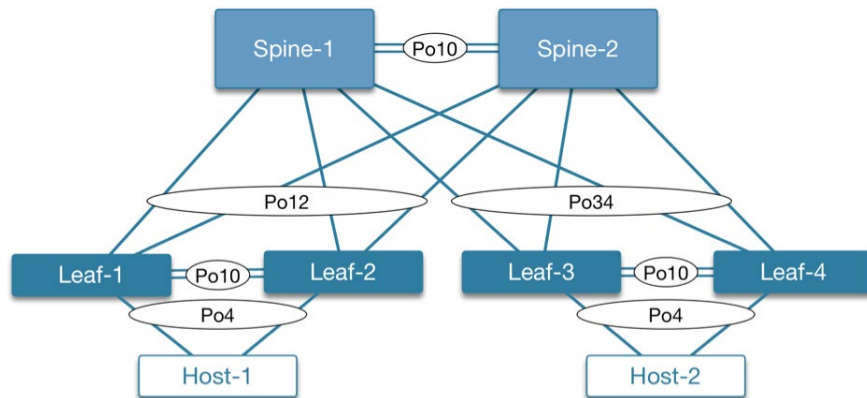 Spine-1
Po10
Spine-2
Po12
Po34
Leaf-1
Po10
Leaf-2
Leaf-3
Po10
Leaf-4
Po4
Po4
Host-1
Host-2